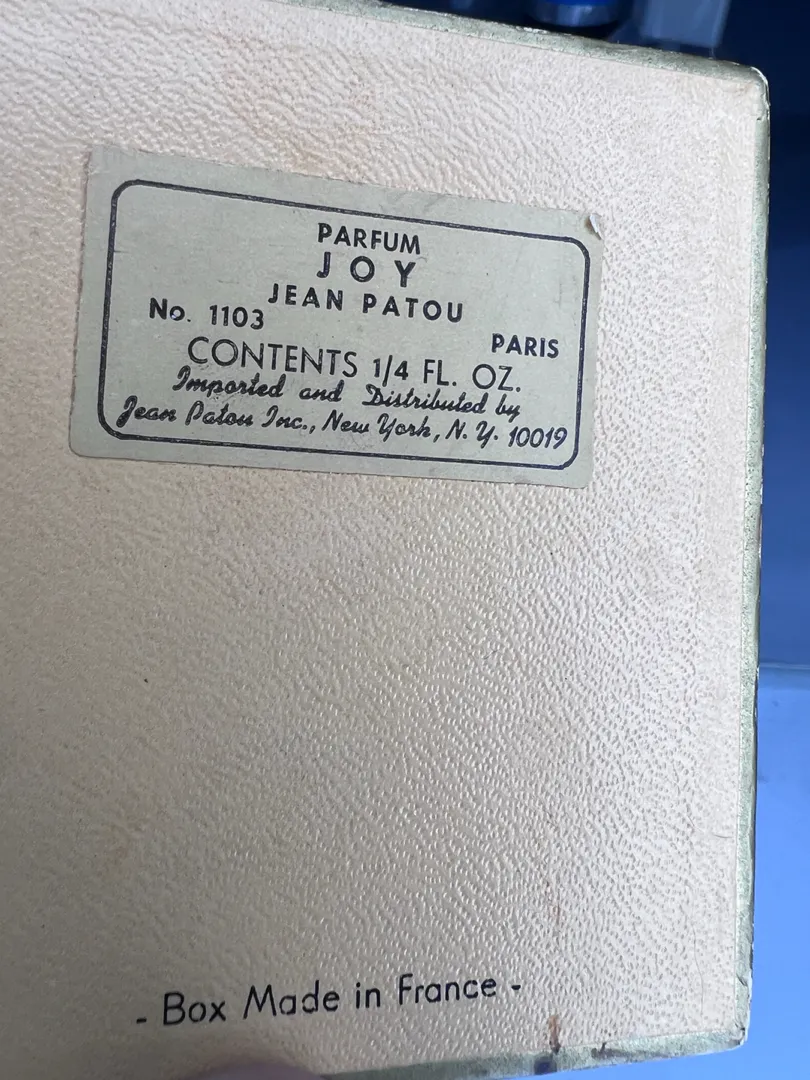 PARFUM
JOY
JEAN PATOU
No. 1103
PARIS
CONTENTS 1/4 FL. OZ.
Imported and Distributed by
Jean Patou Inc., New York, N. Y. 10019
- Box Made in France -